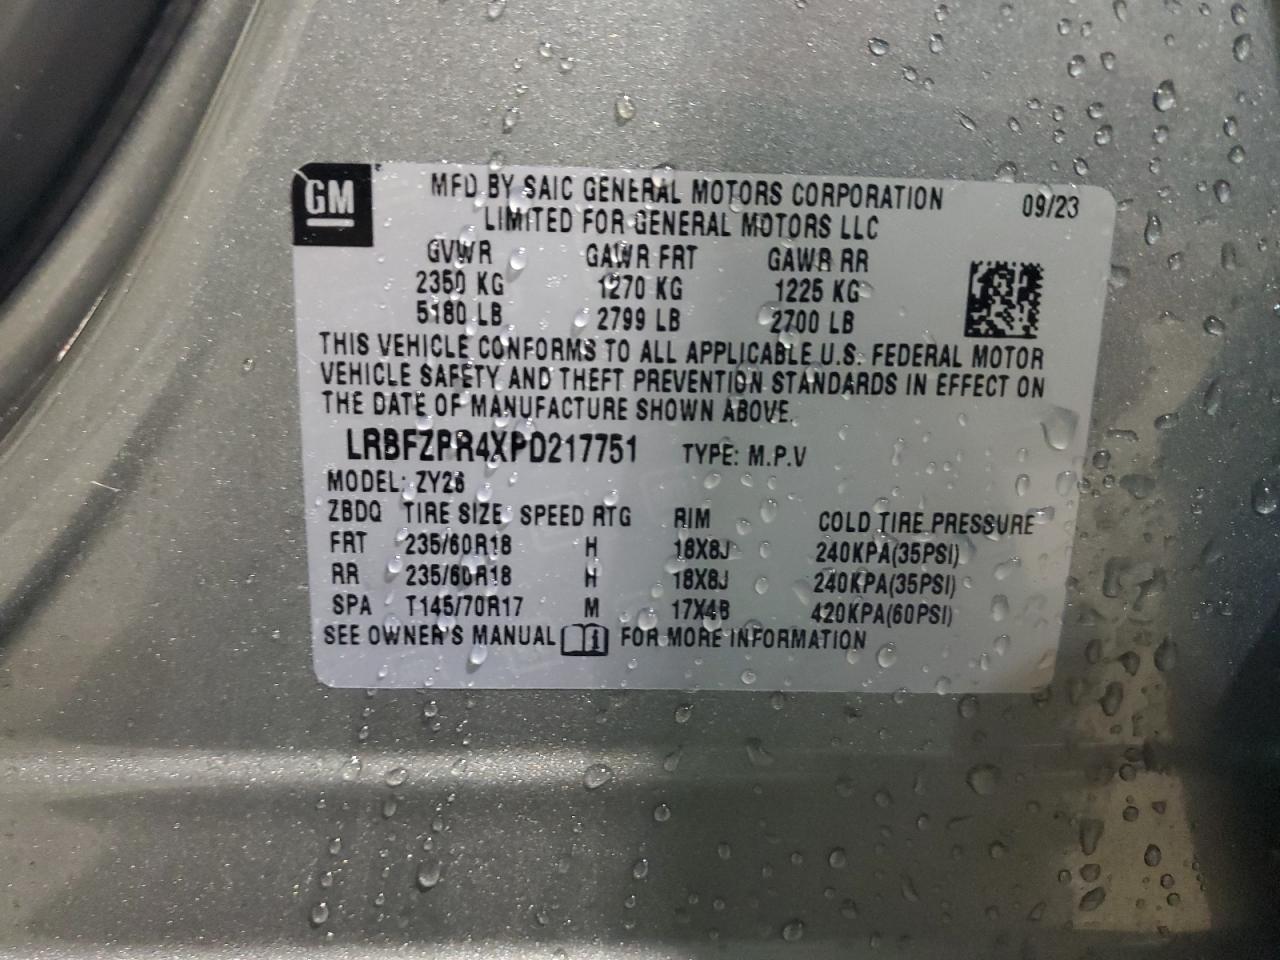 GM
MFD BY SAIC GENERAL MOTORS CORPORATION 09/23
LIMITED FOR GENERAL MOTORS LLC
GVWR GAWR FRT GAWR RR
2350 KG 1270 KG 1225 KG
5180 LB 2799 LB 2700 LB
THIS VEHICLE CONFORMS TO ALL APPLICABLE U.S. FEDERAL MOTOR
VEHICLE SAFETY AND THEFT PREVENTION STANDARDS IN EFFECT ON
THE DATE OF MANUFACTURE SHOWN ABOVE.
LRBFZPR4XPD217751 TYPE: M.P.V
MODEL: ZY26
ZBDQ TIRE SIZE SPEED RTG RIM COLD TIRE PRESSURE
FRT 235/60R18 H 18X8J 240KPA(35PSI)
RR 235/60R18 H 18X8J 240KPA(35PSI)
SPA T145/70R17 M 17X4B 420KPA(60PSI)
SEE OWNER'S MANUAL FOR MORE INFORMATION